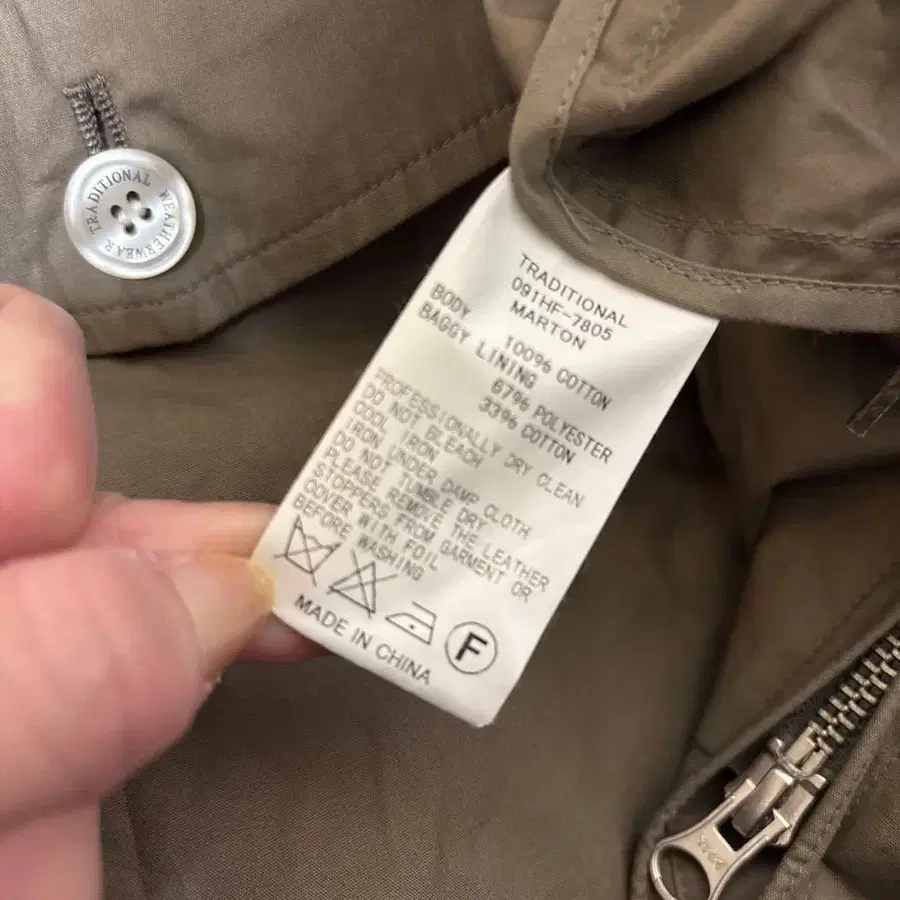 TRADITIONAL WEATHERWEAR
TRADITIONAL
091HF-7805
MARTON
BODY
100% COTTON
BAGGY LINING
67% POLYESTER
33% COTTON
PROFESSIONALLY DRY CLEAN
DO NOT BLEACH
COOL IRON
IRON UNDER DAMP CLOTH
DO NOT TUMBLE DRY
PLEASE REMOVE THE LEATHER
STOPPERS FROM GARMENT OR
COVER WITH FOIL
BEFORE WASHING
F
MADE IN CHINA